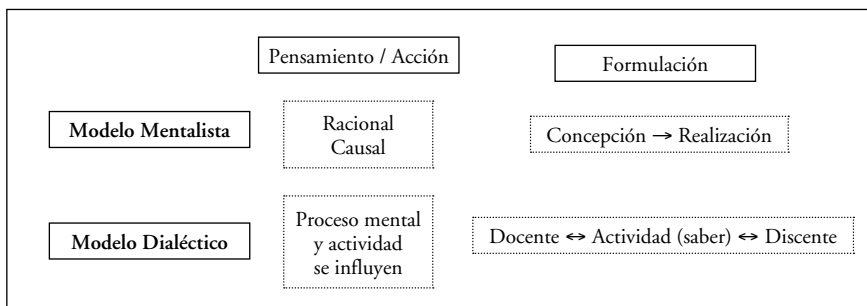 Pensamiento / Acción
Formulación
Modelo Mentalista
Racional
Causal
Concepción → Realización
Modelo Dialéctico
Proceso mental
y actividad
se influyen
Docente ↔ Actividad (saber) ↔ Discente